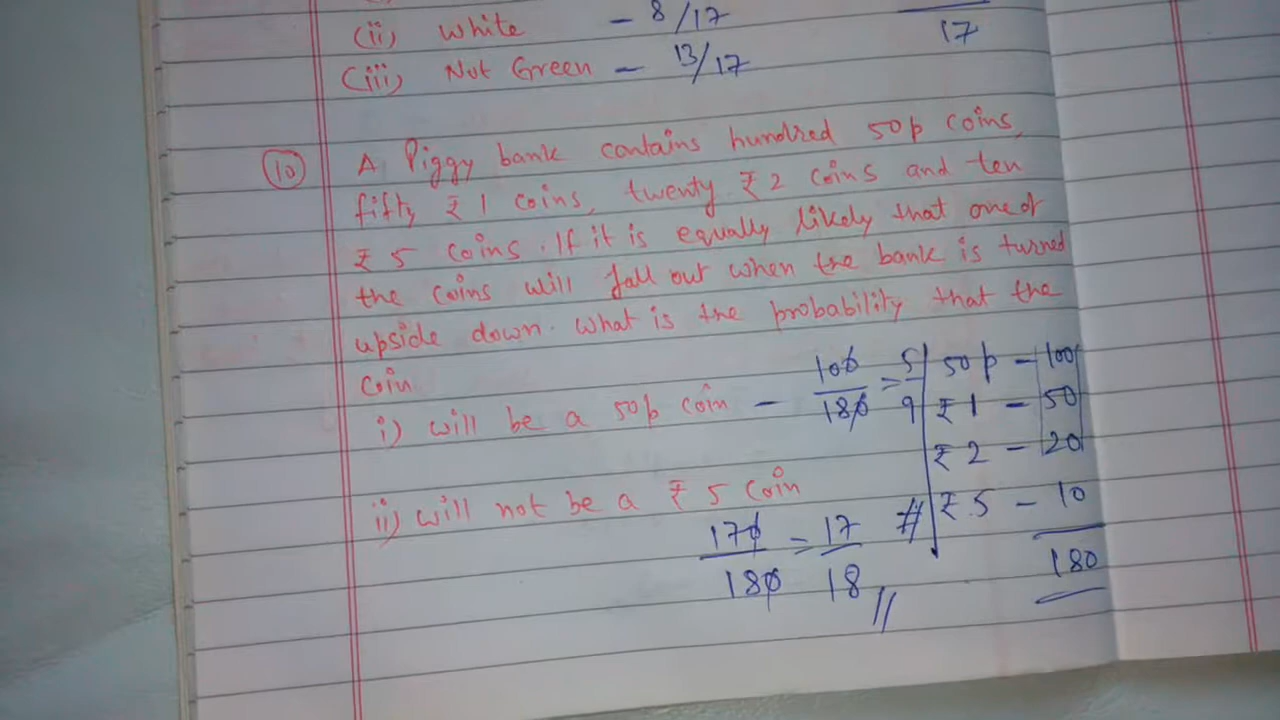 (ii) White - 8/17
17
(iii) Not Green - 13/17
10 A Piggy bank contains hundred 50p coins,
fifty ₹ 1 coins, twenty ₹ 2 coins and ten
₹ 5 coins. If it is equally likely that one of
the coins will fall out when the bank is turned
upside down. What is the probability that the
coin
i) will be a 50p coin - 100/180 = 5/9
50p - 100
₹ 1 - 50
₹ 2 - 20
₹ 5 - 10
180
ii) will not be a ₹ 5 coin
170/180 = 17/18 //